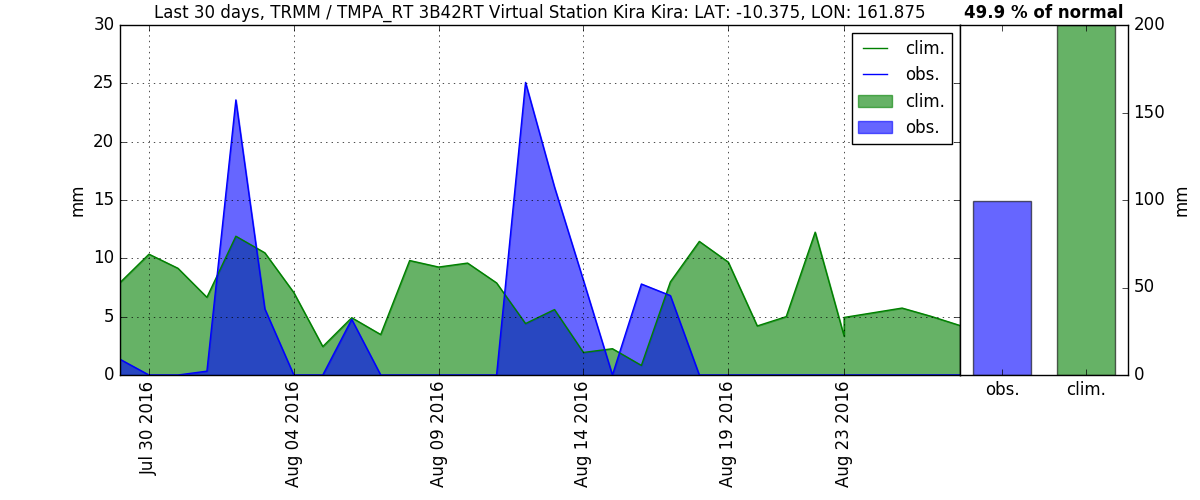 Last 30 days, TRMM / TMPA_RT 3B42RT Virtual Station Kira Kira: LAT: -10.375, LON: 161.875
49.9 % of normal
30
25
20
15
10
5
0
mm
clim.
obs.
clim.
obs.
Jul 30 2016
Aug 04 2016
Aug 09 2016
Aug 14 2016
Aug 19 2016
Aug 23 2016
200
150
100
50
0
mm
obs.
clim.